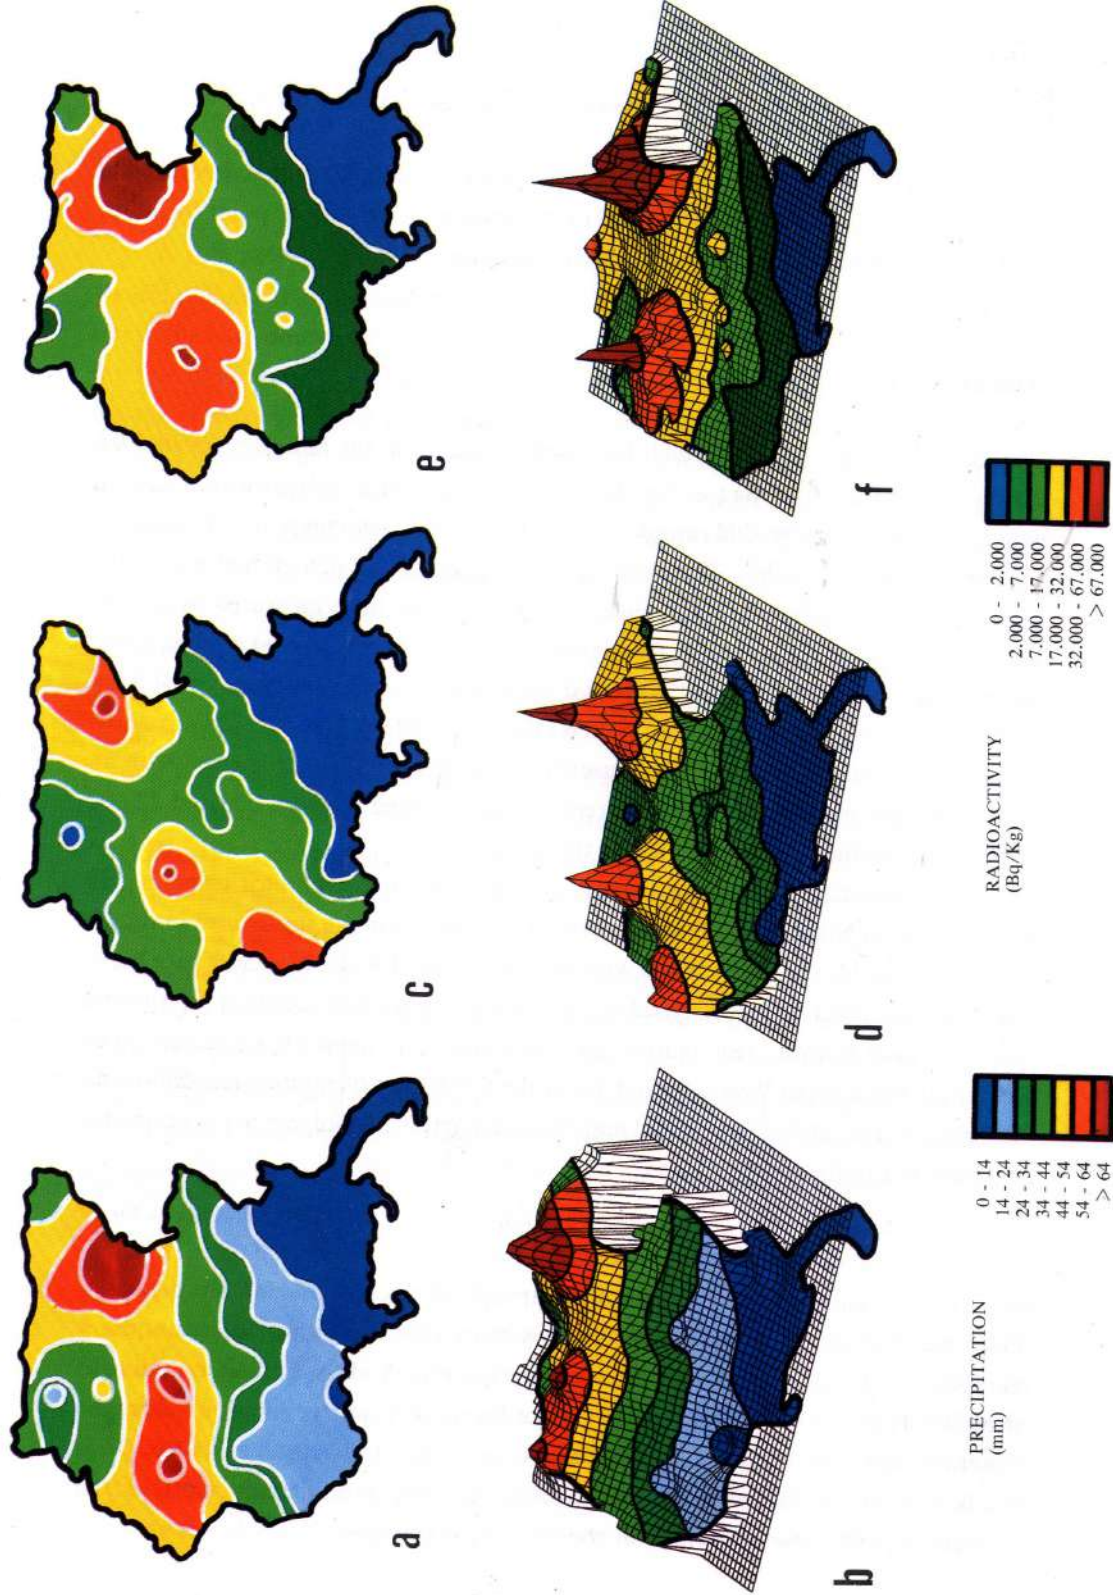 a
c
e
b
d
f
PRECIPITATION
(mm)
0 - 14
14 - 24
24 - 34
34 - 44
44 - 54
54 - 64
> 64
RADIOACTIVITY
(Bq/Kg)
0 - 2.000
2.000 - 7.000
7.000 - 17.000
17.000 - 32.000
32.000 - 67.000
> 67.000